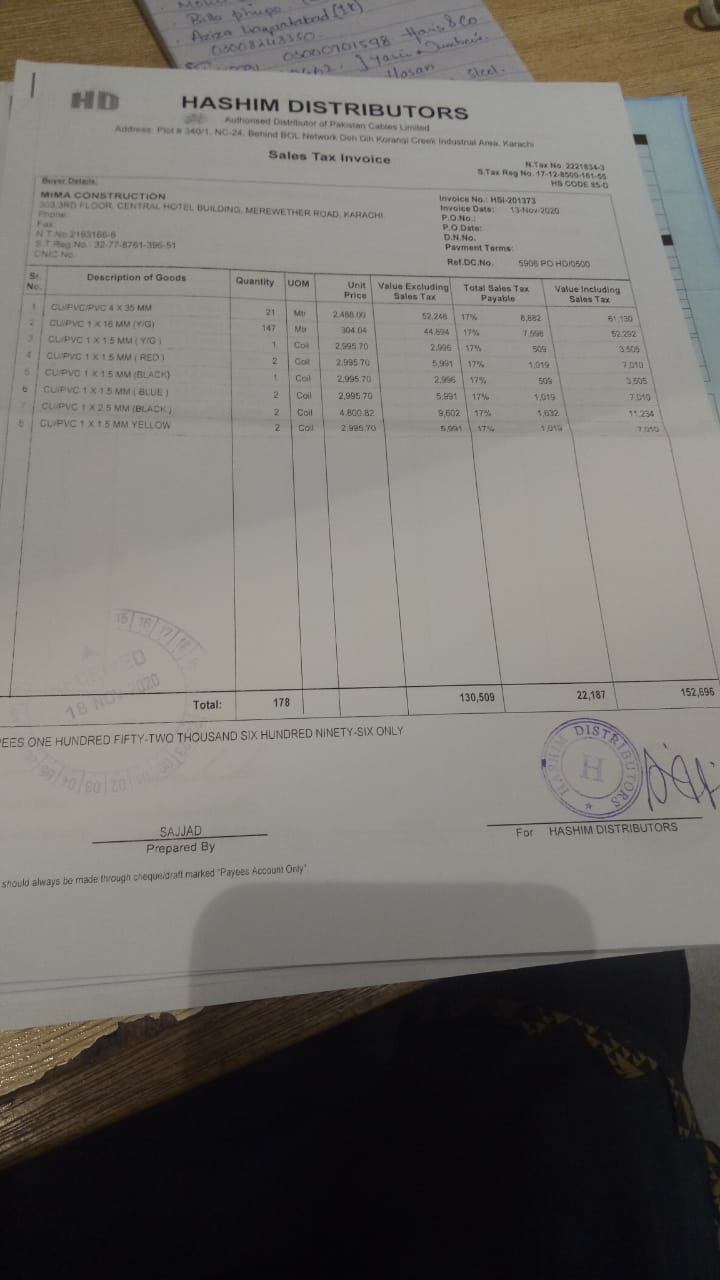 Billo phupo
Aziza
03008243350
03000701598 Haris & Co
Hasan
Steel.
HD
HASHIM DISTRIBUTORS
Authorised Distributor of Pakistan Cables Limited
Address: Plot # 340/1, NC-24, Behind BGL Network Deh Dih Korangi Creek Industrial Area, Karachi
Sales Tax Invoice
N.Tax No. 2221834-3
S.Tax Reg No. 17-12-8500-161-55
HS CODE 85-D
Buyer Details:
MIMA CONSTRUCTION
303,3RD FLOOR, CENTRAL HOTEL BUILDING, MEREWETHER ROAD, KARACHI.
Phone:
Fax:
N.T No.2193166-6
S.T Reg No.: 32-77-8761-396-51
CNIC No.
Invoice No.: HSI-201373
Invoice Date: 13-Nov-2020
P.O.No.:
P.O.Date:
D.N.No.
Payment Terms:
Ref.DC.No. 5906 PO HD/0500
Sr. No. Description of Goods Quantity UOM Unit Price Value Excluding Sales Tax Total Sales Tax Payable Value Including Sales Tax
1 CU/PVC/PVC 4 X 35 MM 21 Mtr 2,488.00 52,248 17% 8,882 61,130
2 CU/PVC 1 X 16 MM (Y/G) 147 Mtr 304.04 44,694 17% 7,598 52,292
3 CU/PVC 1 X 1.5 MM ( Y/G ) 1 Coil 2,995.70 2,996 17% 509 3,505
4 CU/PVC 1 X 1.5 MM ( RED ) 2 Coil 2,995.70 5,991 17% 1,019 7,010
5 CU/PVC 1 X 1.5 MM (BLACK) 1 Coil 2,995.70 2,996 17% 509 3,505
6 CU/PVC 1 X 1.5 MM ( BLUE ) 2 Coil 2,995.70 5,991 17% 1,019 7,010
7 CU/PVC 1 X 2.5 MM (BLACK) 2 Coil 4,800.82 9,602 17% 1,632 11,234
8 CU/PVC 1 X 1.5 MM YELLOW 2 Coil 2,995.70 5,991 17% 1,019 7,010
15 16 17 18
RECEIVED
18 NOV 2020
05 04 03 02
Total: 178 130,509 22,187 152,696
EES ONE HUNDRED FIFTY-TWO THOUSAND SIX HUNDRED NINETY-SIX ONLY
HASHIM DISTRIBUTORS
H
SAJJAD
Prepared By
For HASHIM DISTRIBUTORS
should always be made through cheque/draft marked "Payees Account Only".